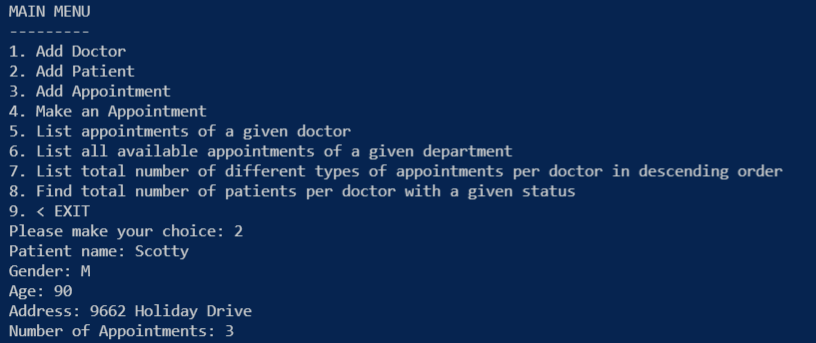 MAIN MENU
---------
1. Add Doctor
2. Add Patient
3. Add Appointment
4. Make an Appointment
5. List appointments of a given doctor
6. List all available appointments of a given department
7. List total number of different types of appointments per doctor in descending order
8. Find total number of patients per doctor with a given status
9. < EXIT
Please make your choice: 2
Patient name: Scotty
Gender: M
Age: 90
Address: 9662 Holiday Drive
Number of Appointments: 3